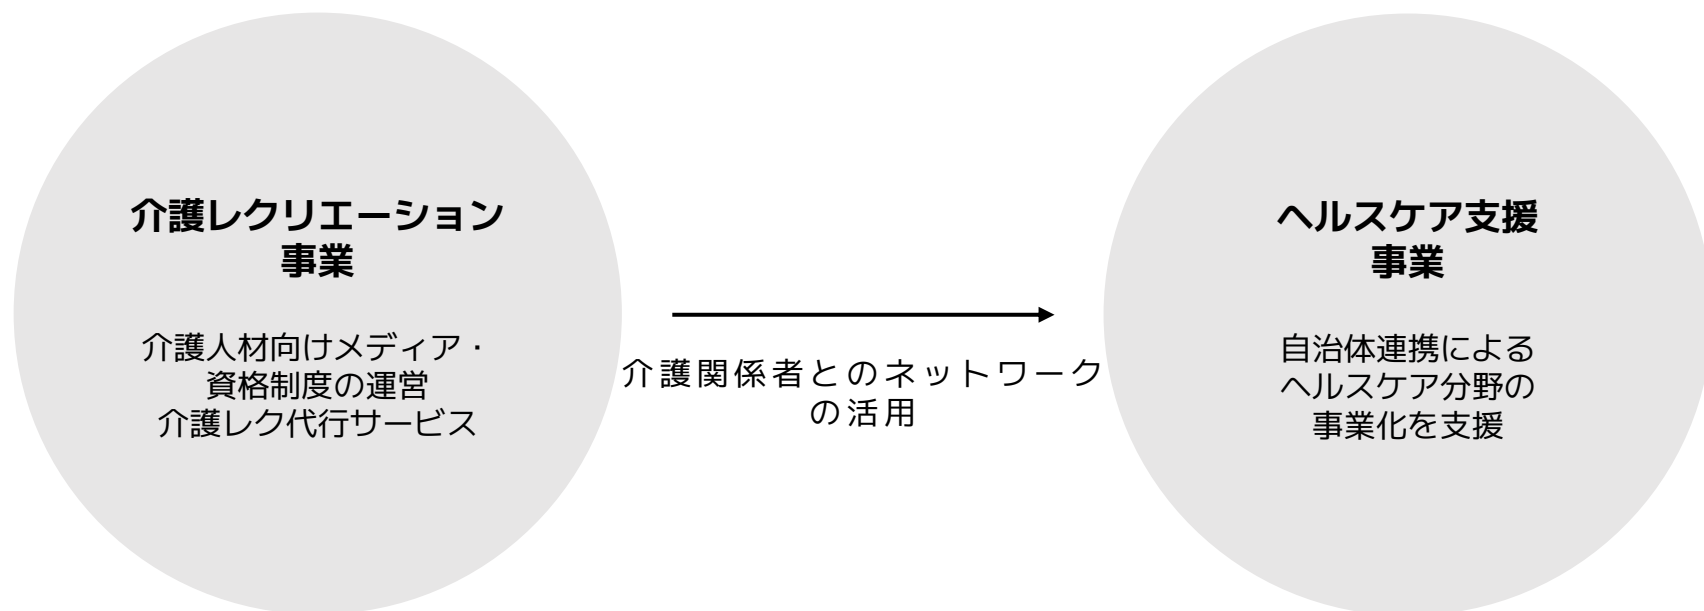 介護レクリエーション
事業
介護人材向けメディア・
資格制度の運営
介護レク代行サービス
介護関係者とのネットワーク
の活用
ヘルスケア支援
事業
自治体連携による
ヘルスケア分野の
事業化を支援